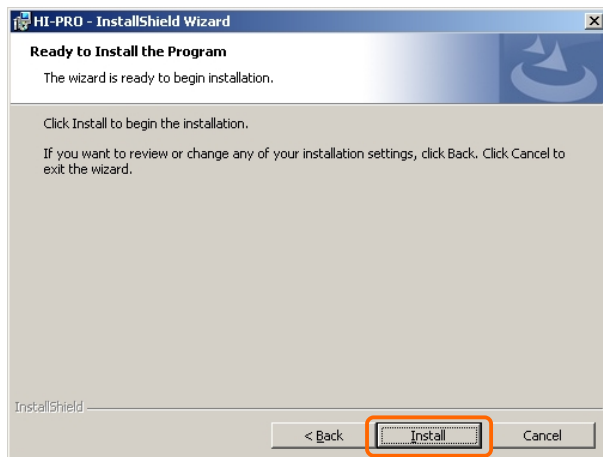 HI-PRO - InstallShield Wizard
Ready to Install the Program
The wizard is ready to begin installation.
Click Install to begin the installation.
If you want to review or change any of your installation settings, click Back. Click Cancel to
exit the wizard.
InstallShield
< Back Install Cancel